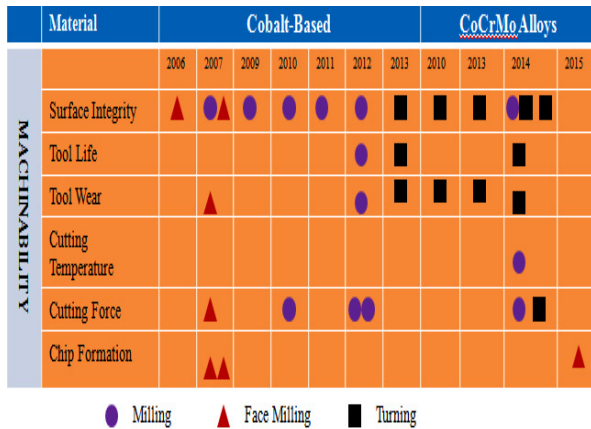 Material Cobalt-Based CoCrMo Alloys
2006 2007 2009 2010 2011 2012 2013 2010 2013 2014 2015
MACHINABILITY
Surface Integrity
Tool Life
Tool Wear
Cutting
Temperature
Cutting Force
Chip Formation
Milling Face Milling Turning